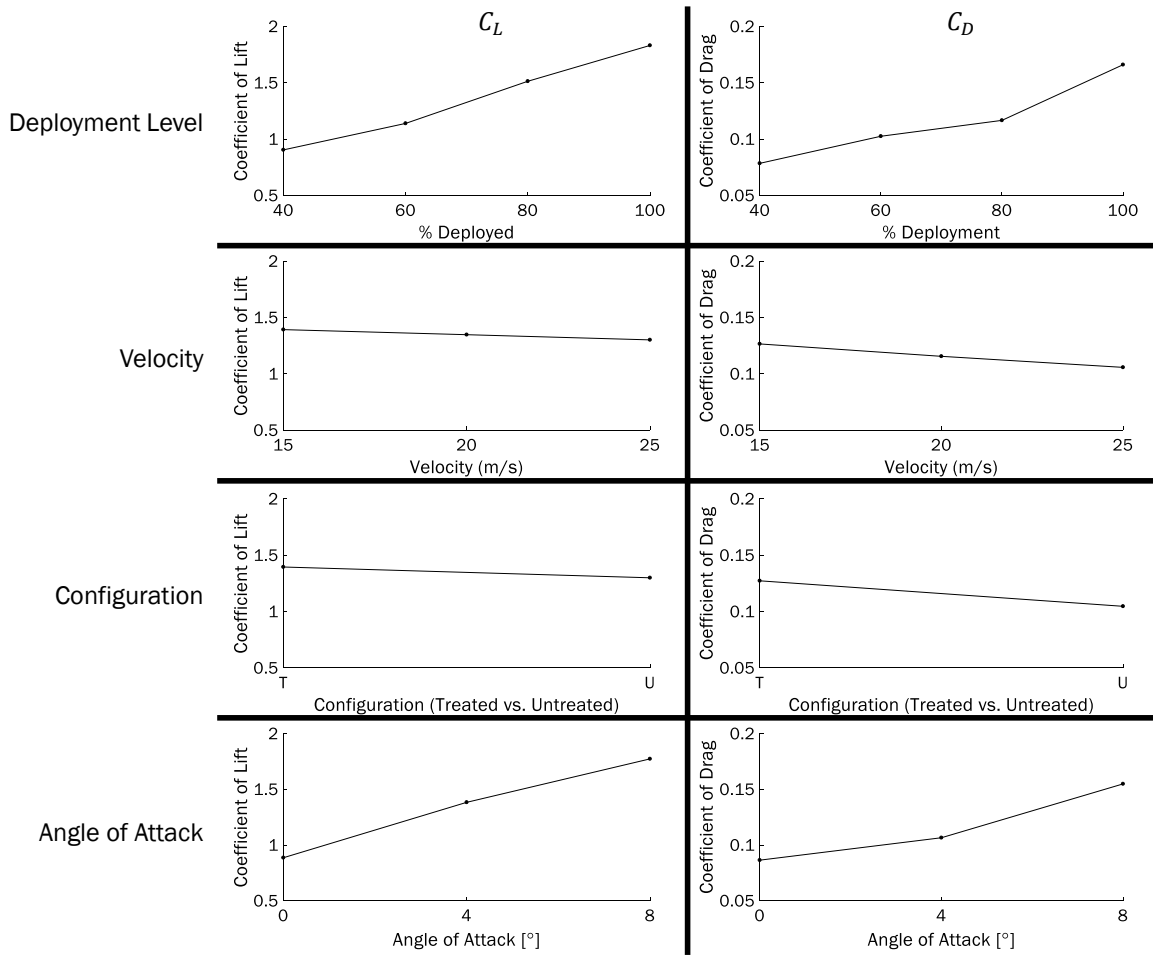 C_L
C_D
Deployment Level
Coefficient of Lift
2
1.5
1
0.5
40 60 80 100
% Deployed
Coefficient of Drag
0.2
0.15
0.1
0.05
40 60 80 100
% Deployment
Velocity
Coefficient of Lift
2
1.5
1
0.5
15 20 25
Velocity (m/s)
Coefficient of Drag
0.2
0.15
0.1
0.05
15 20 25
Velocity (m/s)
Configuration
Coefficient of Lift
2
1.5
1
0.5
T U
Configuration (Treated vs. Untreated)
Coefficient of Drag
0.2
0.15
0.1
0.05
T U
Configuration (Treated vs. Untreated)
Angle of Attack
Coefficient of Lift
2
1.5
1
0.5
0 4 8
Angle of Attack [°]
Coefficient of Drag
0.2
0.15
0.1
0.05
0 4 8
Angle of Attack [°]